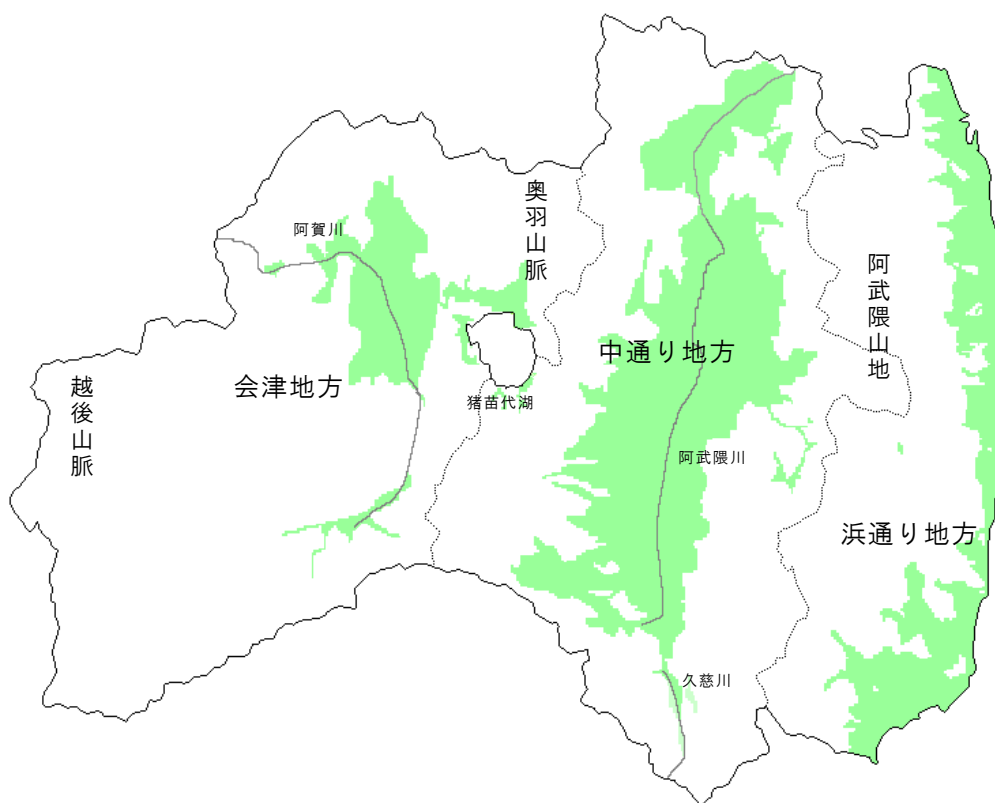 奥羽山脈
阿賀川
阿武隈山地
中通り地方
越後山脈
会津地方
猪苗代湖
阿武隈川
浜通り地方
久慈川